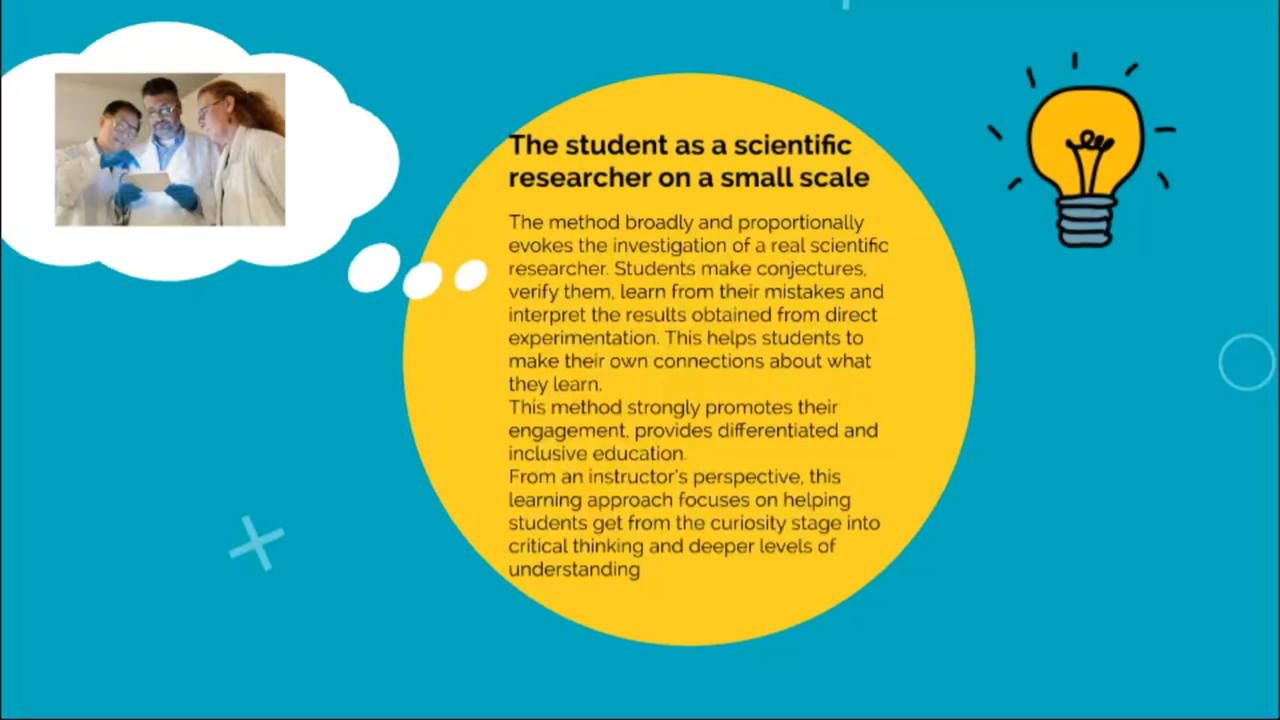 The student as a scientific
researcher on a small scale
The method broadly and proportionally
evokes the investigation of a real scientific
researcher. Students make conjectures,
verify them, learn from their mistakes and
interpret the results obtained from direct
experimentation. This helps students to
make their own connections about what
they learn.
This method strongly promotes their
engagement, provides differentiated and
inclusive education.
From an instructor's perspective, this
learning approach focuses on helping
students get from the curiosity stage into
critical thinking and deeper levels of
understanding